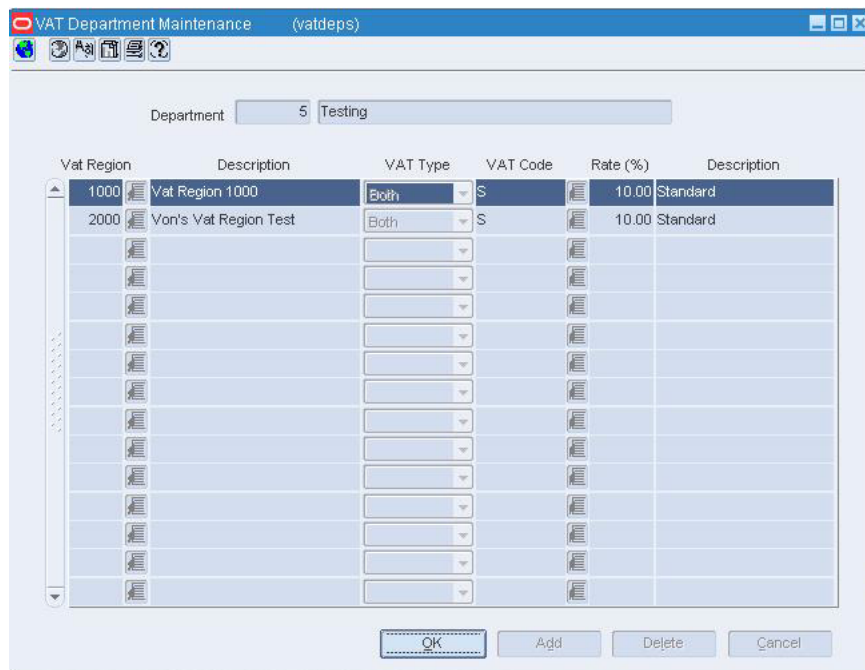 VAT Department Maintenance (vatdeps)
Department 5 Testing
Vat Region Description VAT Type VAT Code Rate (%) Description
1000 Vat Region 1000 Both S 10.00 Standard
2000 Von's Vat Region Test Both S 10.00 Standard
OK Add Delete Cancel